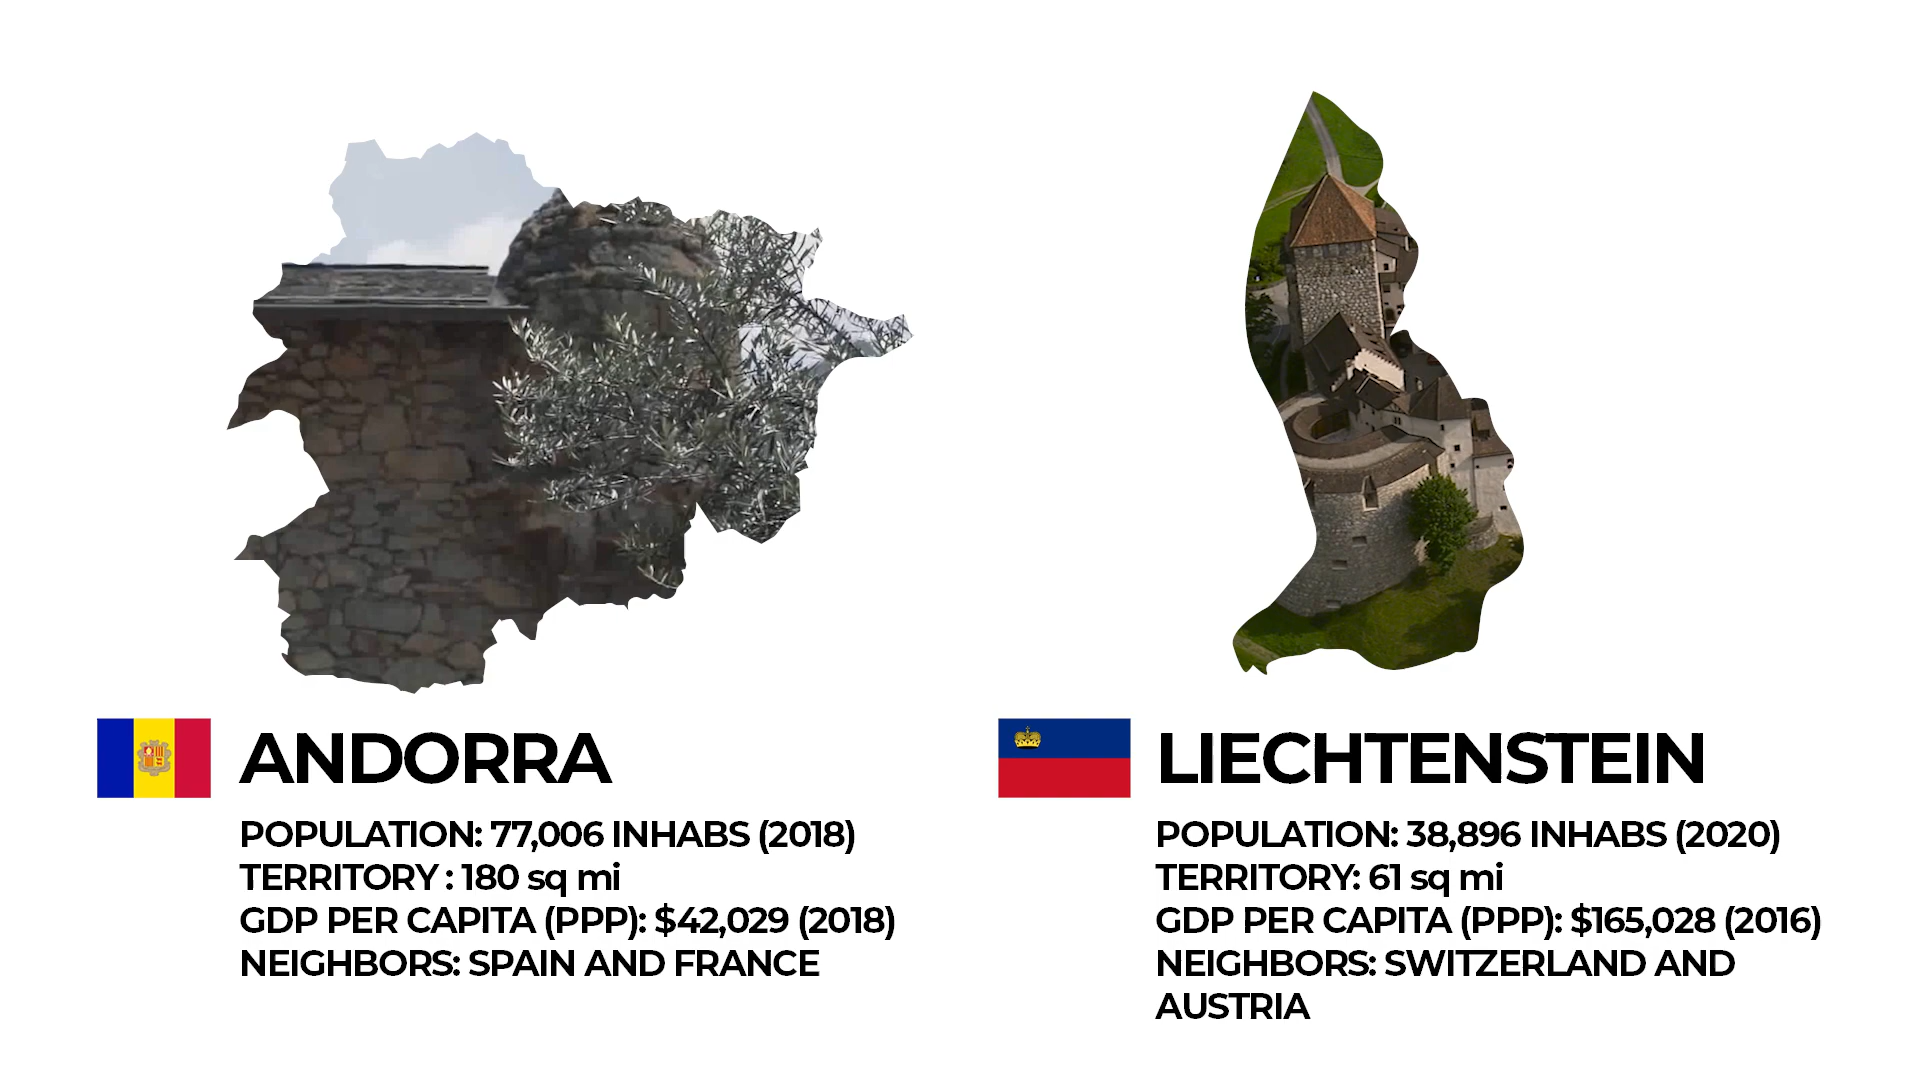 ANDORRA
POPULATION: 77,006 INHABS (2018)
TERRITORY : 180 sq mi
GDP PER CAPITA (PPP): $42,029 (2018)
NEIGHBORS: SPAIN AND FRANCE
LIECHTENSTEIN
POPULATION: 38,896 INHABS (2020)
TERRITORY: 61 sq mi
GDP PER CAPITA (PPP): $165,028 (2016)
NEIGHBORS: SWITZERLAND AND
AUSTRIA